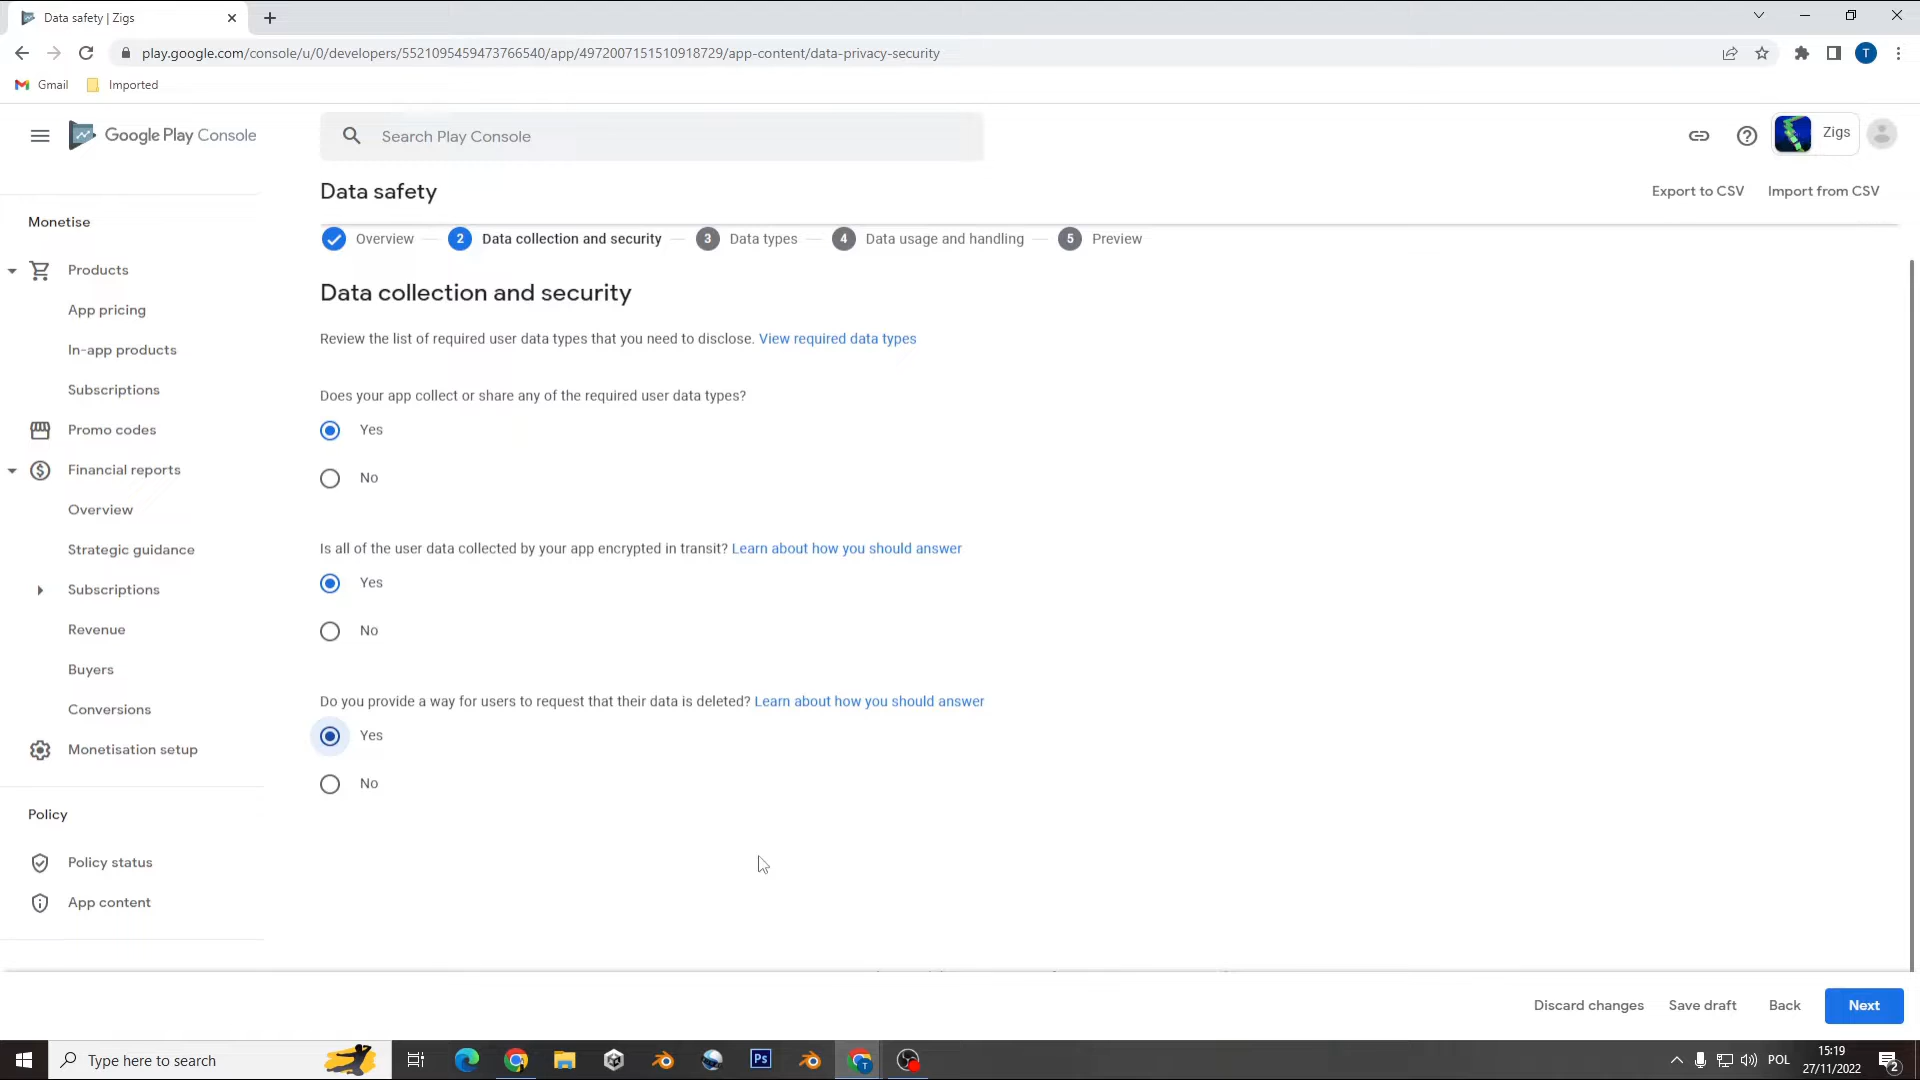 Data safety | Zigs
play.google.com/console/u/0/developers/5521095459473766540/app/4972007151510918729/app-content/data-privacy-security
T
Gmail
Imported
Google Play Console
Search Play Console
Zigs
Data safety
Export to CSV
Import from CSV
Overview
2 Data collection and security
3 Data types
4 Data usage and handling
5 Preview
Monetise
Products
App pricing
In-app products
Subscriptions
Promo codes
Financial reports
Overview
Strategic guidance
Subscriptions
Revenue
Buyers
Conversions
Monetisation setup
Policy
Policy status
App content
Data collection and security
Review the list of required user data types that you need to disclose. View required data types
Does your app collect or share any of the required user data types?
Yes
No
Is all of the user data collected by your app encrypted in transit? Learn about how you should answer
Yes
No
Do you provide a way for users to request that their data is deleted? Learn about how you should answer
Yes
No
Discard changes
Save draft
Back
Next
Type here to search
Ps
T
POL
15:19
27/11/2022
2